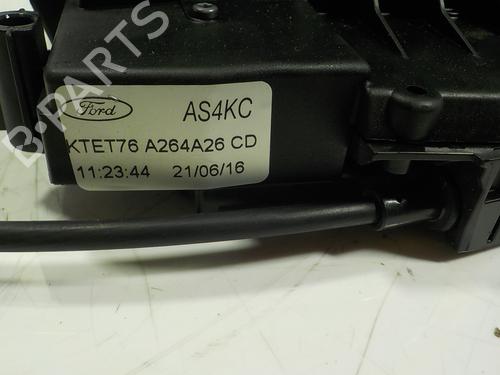 B-PARTS
Ford
AS4KC
KTET76 A264A26 CD
11:23:44 21/06/16